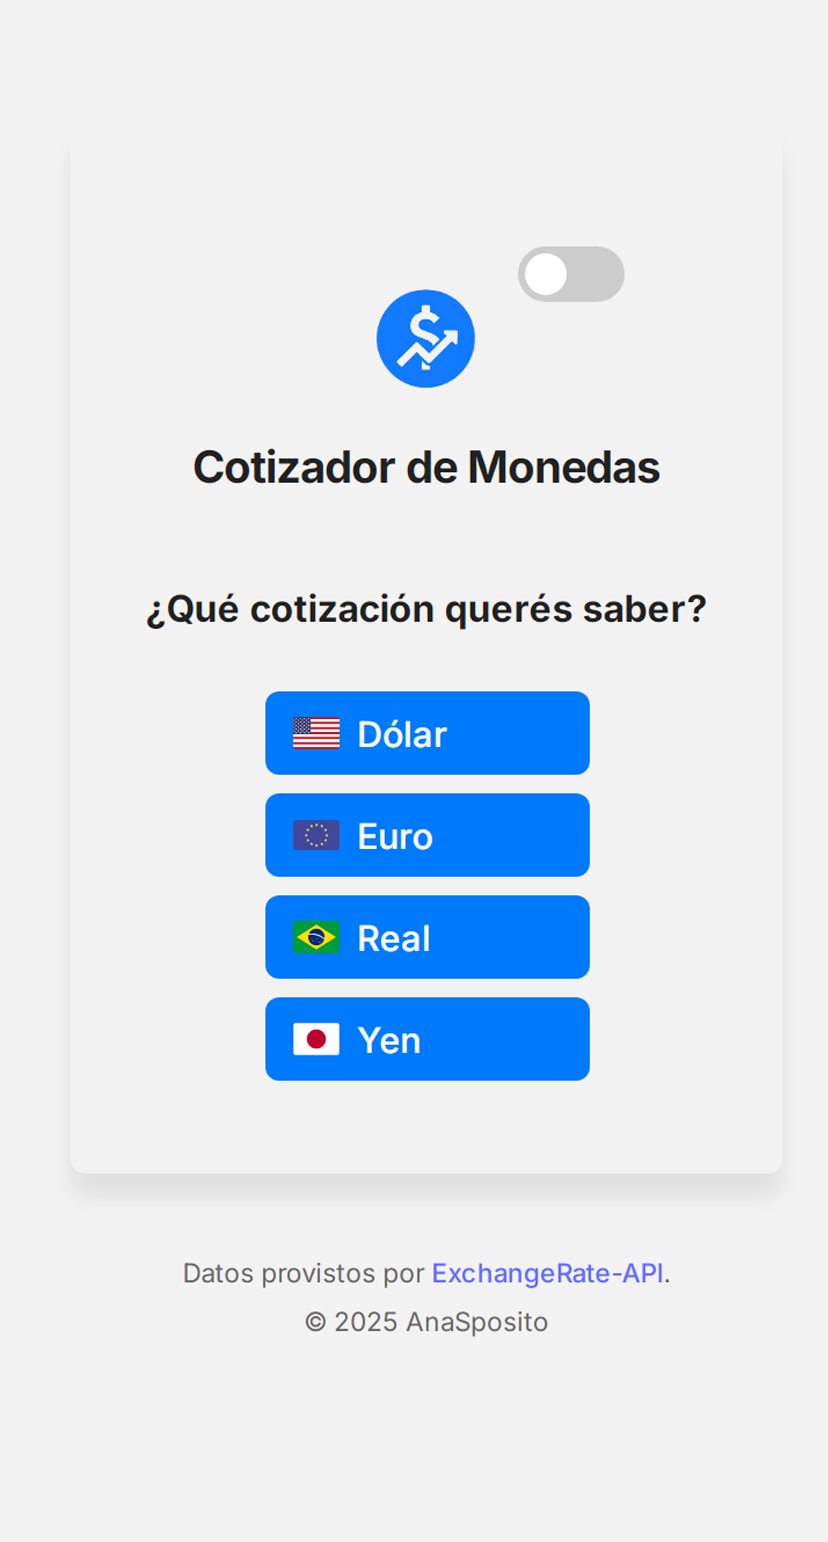 Cotizador de Monedas
¿Qué cotización querés saber?
Dólar
Euro
Real
Yen
Datos provistos por ExchangeRate-API.
© 2025 AnaSposito